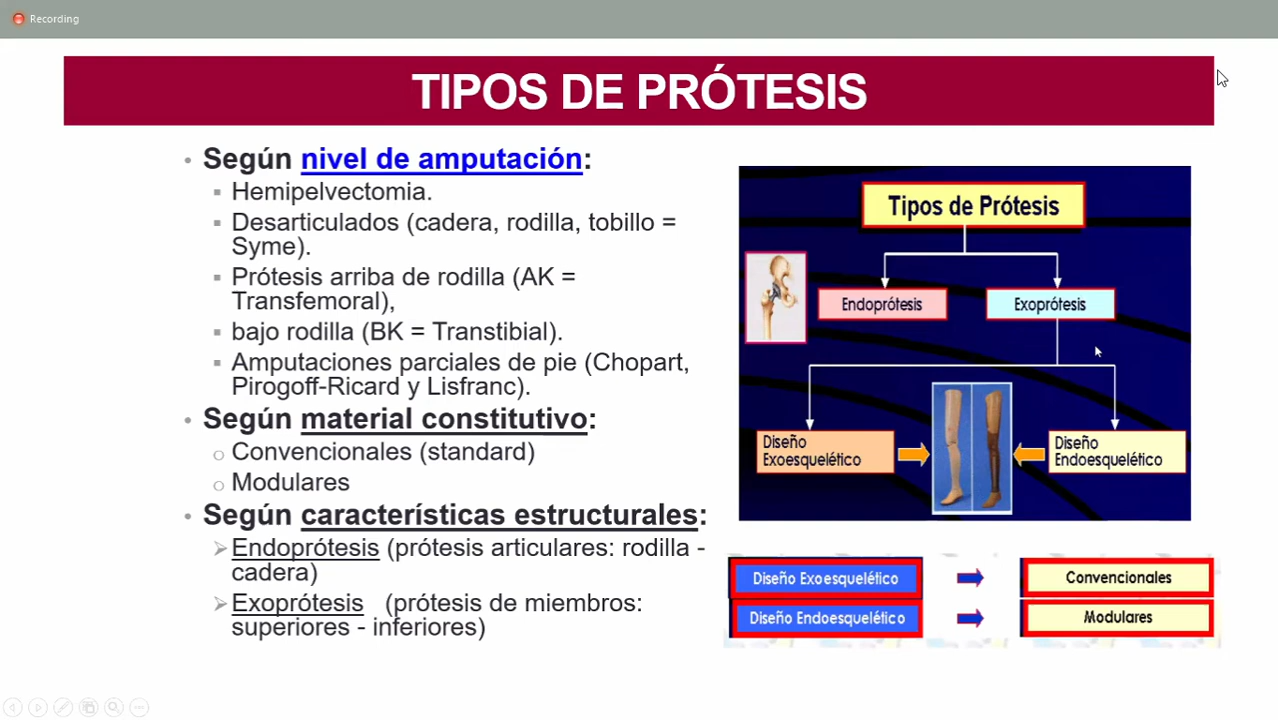 Recording
TIPOS DE PRÓTESIS
• Según nivel de amputación:
▪ Hemipelvectomia.
▪ Desarticulados (cadera, rodilla, tobillo =
Syme).
▪ Prótesis arriba de rodilla (AK =
Transfemoral),
▪ bajo rodilla (BK = Transtibial).
▪ Amputaciones parciales de pie (Chopart,
Pirogoff-Ricard y Lisfranc).
• Según material constitutivo:
o Convencionales (standard)
o Modulares
• Según características estructurales:
➢ Endoprótesis (prótesis articulares: rodilla -
cadera)
➢ Exoprótesis (prótesis de miembros:
superiores - inferiores)
Tipos de Prótesis
Endoprótesis
Exoprótesis
Diseño
Exoesquelético
Diseño
Endoesquelético
Diseño Exoesquelético
Convencionales
Diseño Endoesquelético
Modulares